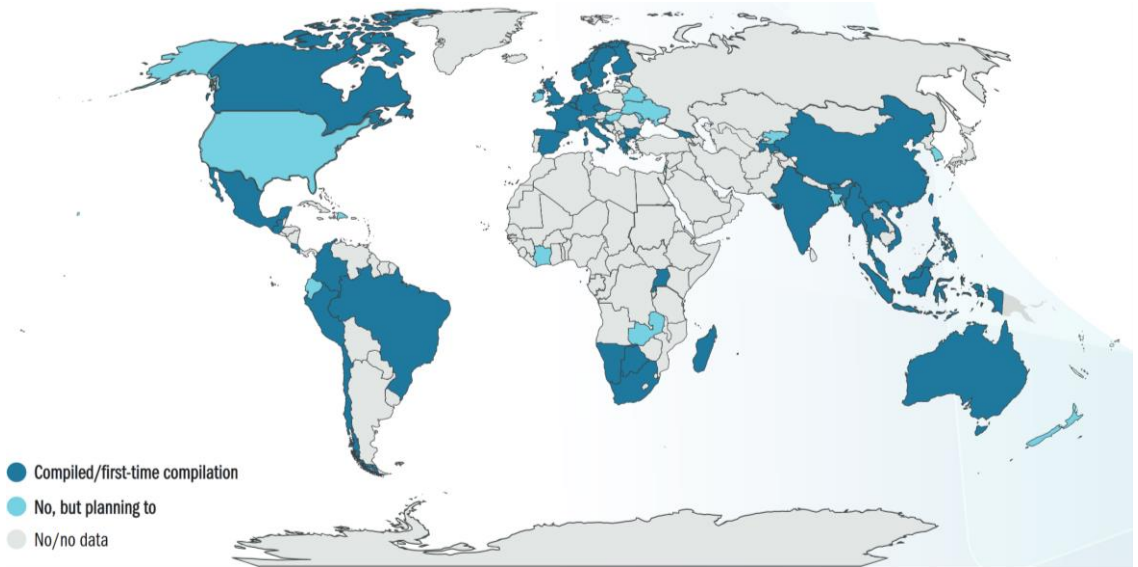 Compiled/first-time compilation
No, but planning to
No/no data